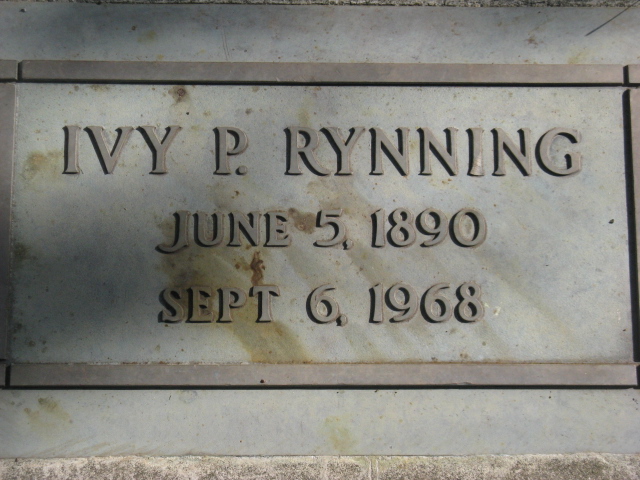 IVY P. RYNNING
JUNE 5, 1890
SEPT 6, 1968